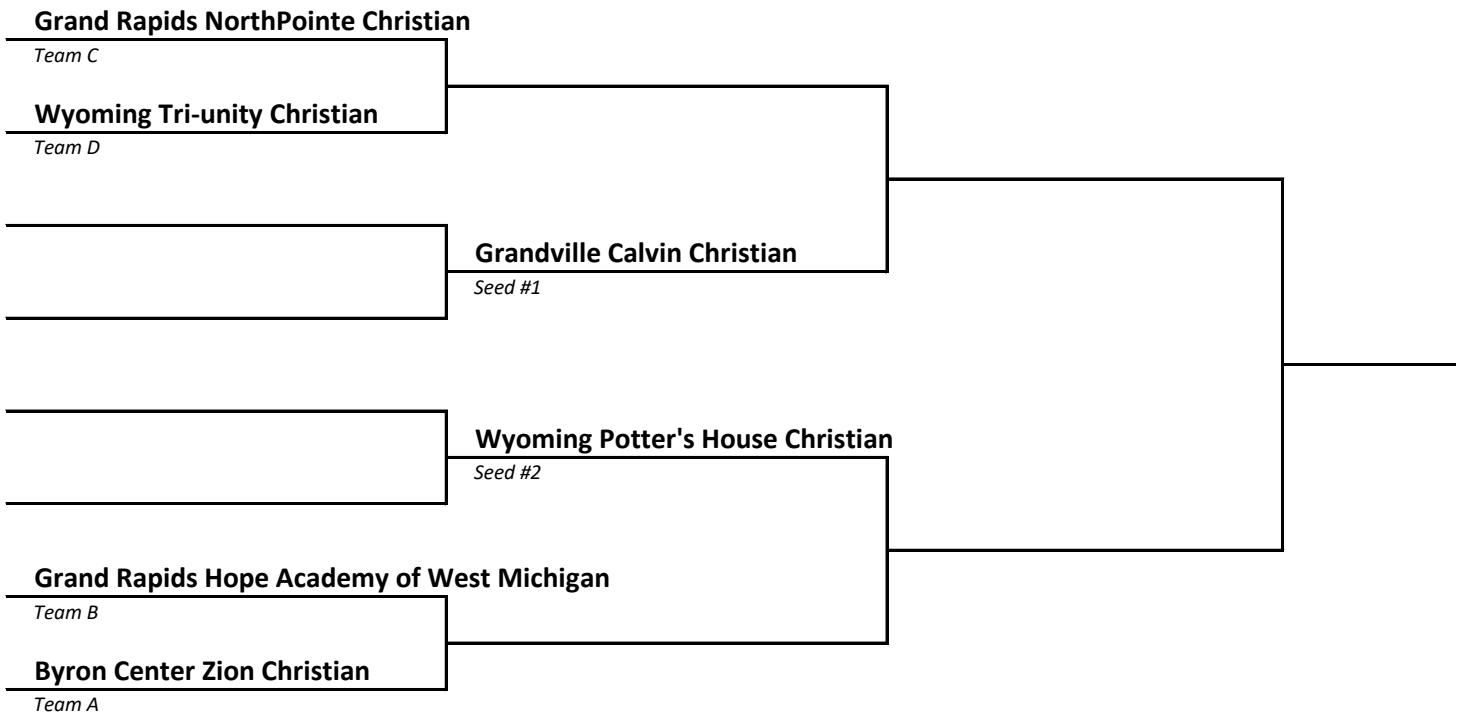 Grand Rapids NorthPointe Christian
Team C
Wyoming Tri-unity Christian
Team D
Grandville Calvin Christian
Seed #1
Wyoming Potter's House Christian
Seed #2
Grand Rapids Hope Academy of West Michigan
Team B
Byron Center Zion Christian
Team A